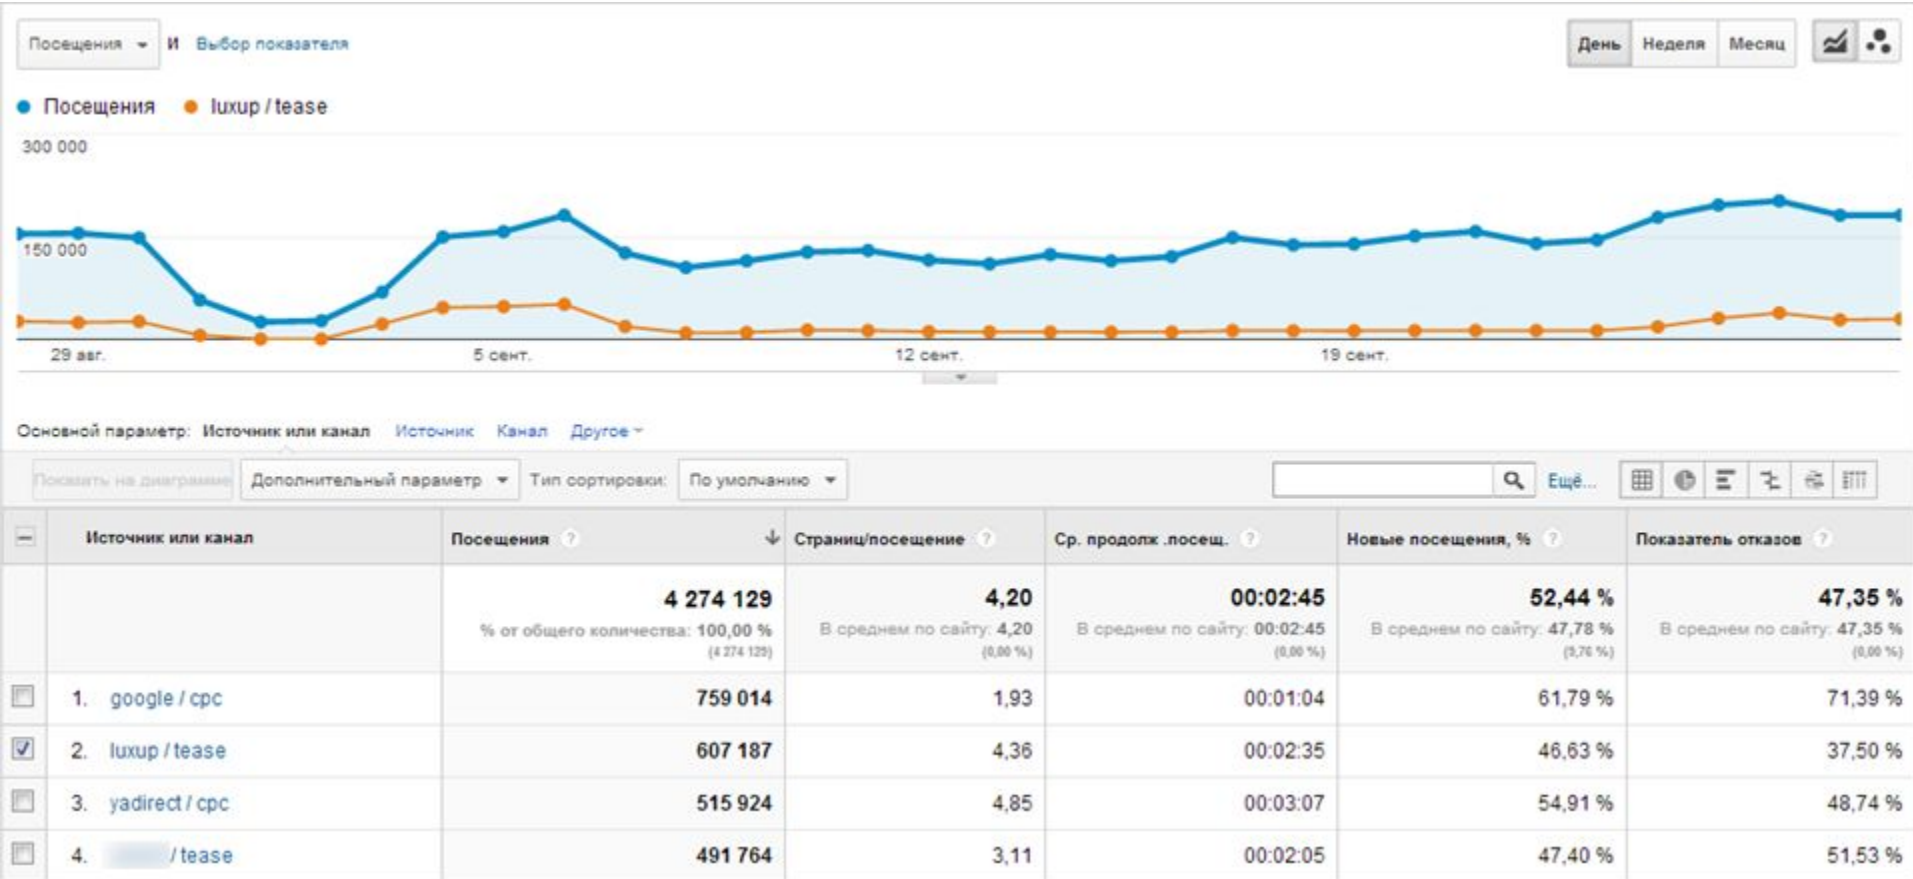 Посещения и Выбор показателя День Неделя Месяц
Посещения luxup / tease
300 000
150 000
29 авг. 5 сент. 12 сент. 19 сент.
Основной параметр: Источник или канал Источник Канал Другое
Показать на диаграмме Дополнительный параметр Тип сортировки: По умолчанию Ещё...
Источник или канал Посещения ? Страниц/посещение ? Ср. продолж .посещ. ? Новые посещения, % ? Показатель отказов ?
4 274 129 4,20 00:02:45 52,44 % 47,35 %
% от общего количества: 100,00 % В среднем по сайту: 4,20 В среднем по сайту: 00:02:45 В среднем по сайту: 47,78 % В среднем по сайту: 47,35 %
(4 274 129) (0,00 %) (0,00 %) (9,76 %) (0,00 %)
1. google / cpc 759 014 1,93 00:01:04 61,79 % 71,39 %
2. luxup / tease 607 187 4,36 00:02:35 46,63 % 37,50 %
3. yadirect / cpc 515 924 4,85 00:03:07 54,91 % 48,74 %
4. / tease 491 764 3,11 00:02:05 47,40 % 51,53 %